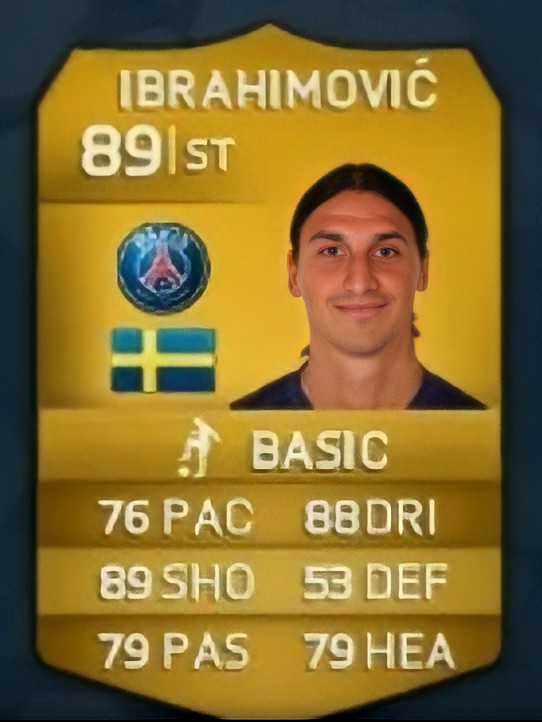 IBRAHIMOVIĆ
89|ST
BASIC
76 PAC 88 DRI
89 SHO 53 DEF
79 PAS 79 HEA